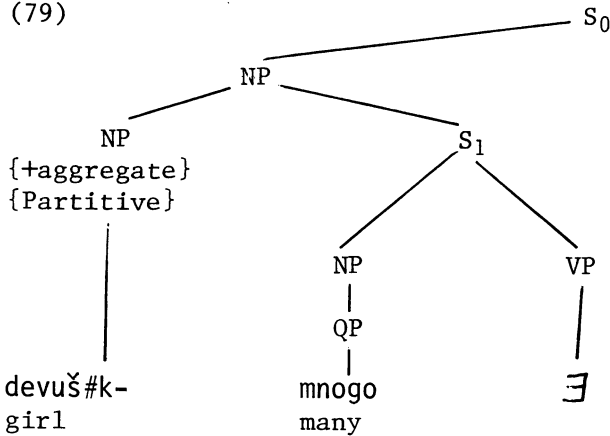 (79)
S₀
NP
NP
S₁
{+aggregate}
{Partitive}
NP
VP
QP
devuš#k- mnogo ∃
girl many